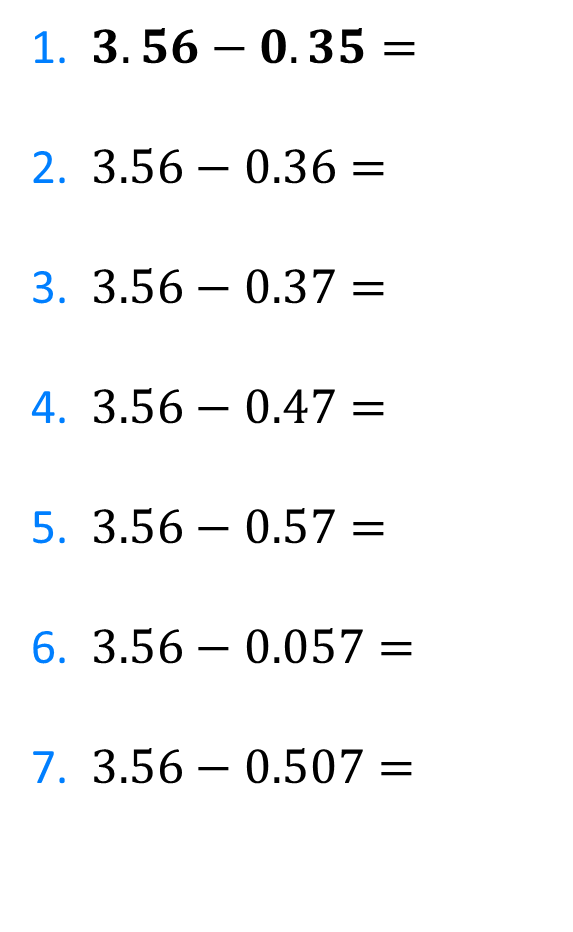 1. 3.56 − 0.35 =
2. 3.56 − 0.36 =
3. 3.56 − 0.37 =
4. 3.56 − 0.47 =
5. 3.56 − 0.57 =
6. 3.56 − 0.057 =
7. 3.56 − 0.507 =